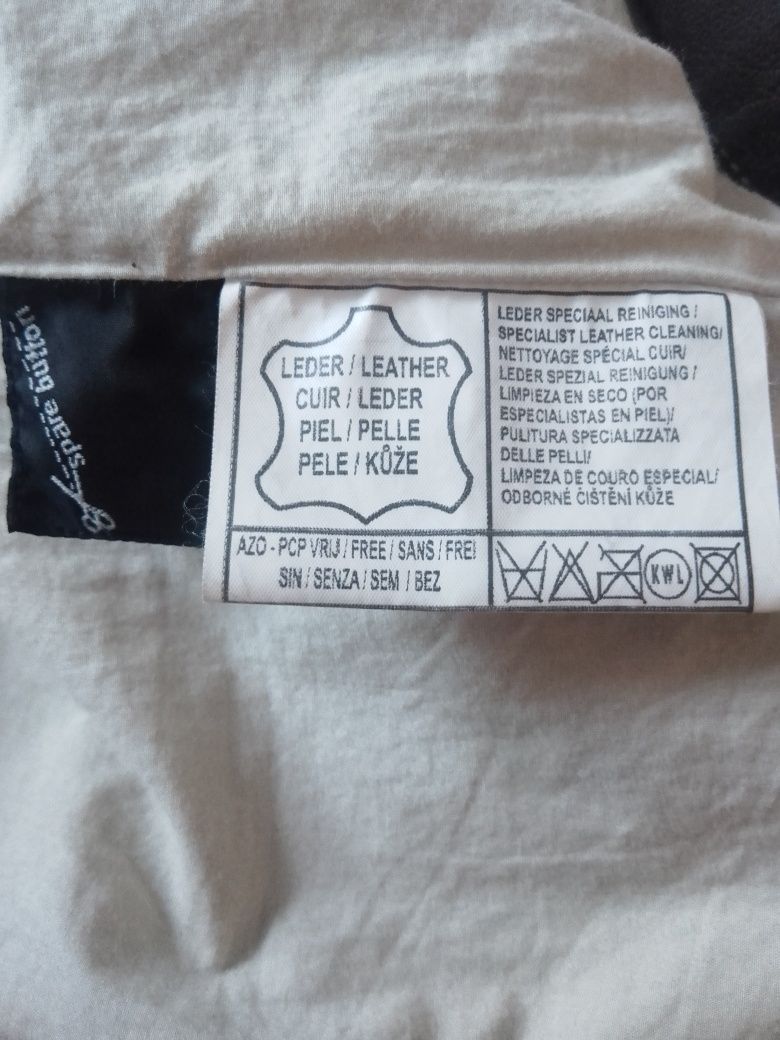 spare button
LEDER / LEATHER
CUIR / LEDER
PIEL / PELLE
PELE / KŮŽE
LEDER SPECIAAL REINIGING /
SPECIALIST LEATHER CLEANING/
NETTOYAGE SPÉCIAL CUIR/
LEDER SPEZIAL REINIGUNG /
LIMPIEZA EN SECO (POR
ESPECIALISTAS EN PIEL)/
PULITURA SPECIALIZZATA
DELLE PELLI/
LIMPEZA DE COURO ESPECIAL/
ODBORNÉ ČIŠTĚNÍ KŮŽE
AZO - PCP VRIJ / FREE / SANS / FREI
SIN / SENZA / SEM / BEZ
KWL